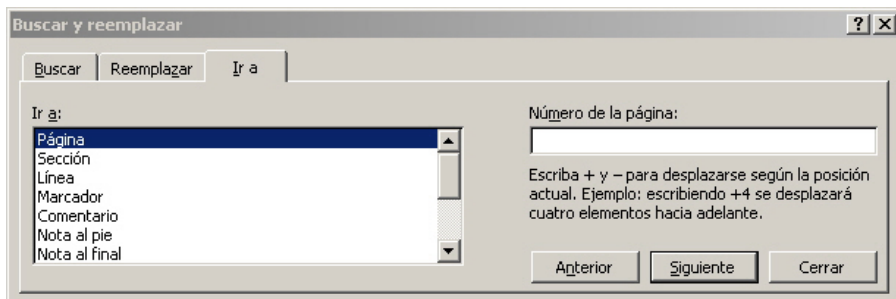 Buscar y reemplazar
Buscar
Reemplazar
Ir a
Ir a:
Página
Sección
Línea
Marcador
Comentario
Nota al pie
Nota al final
Número de la página:
Escriba + y – para desplazarse según la posición
actual. Ejemplo: escribiendo +4 se desplazará
cuatro elementos hacia adelante.
Anterior
Siguiente
Cerrar